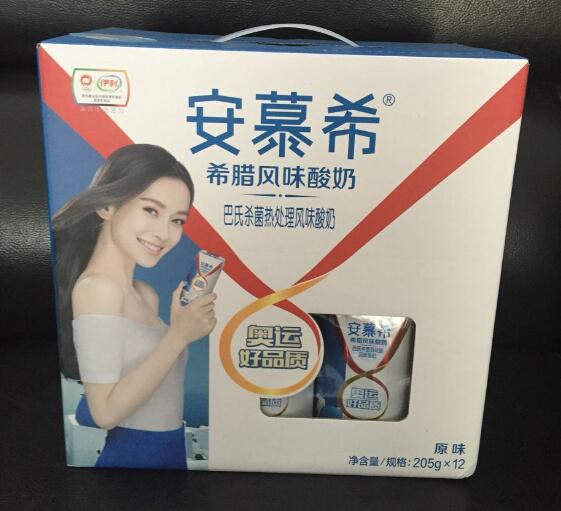 伊利
安慕希®
希腊风味酸奶
巴氏杀菌热处理风味酸奶
奥运
好品质
安慕希
希腊风味酸奶
奥运
好品质
原味
净含量/规格:205g×12